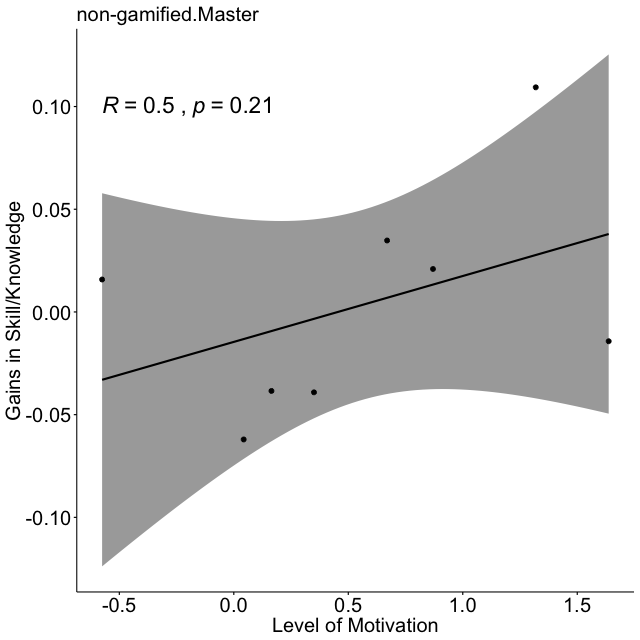 non-gamified.Master
R = 0.5 , p = 0.21
Gains in Skill/Knowledge
0.10
0.05
0.00
-0.05
-0.10
-0.5 0.0 0.5 1.0 1.5
Level of Motivation